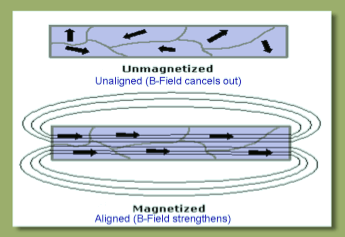 Unmagnetized
Unaligned (B-Field cancels out)
Magnetized
Aligned (B-Field strengthens)